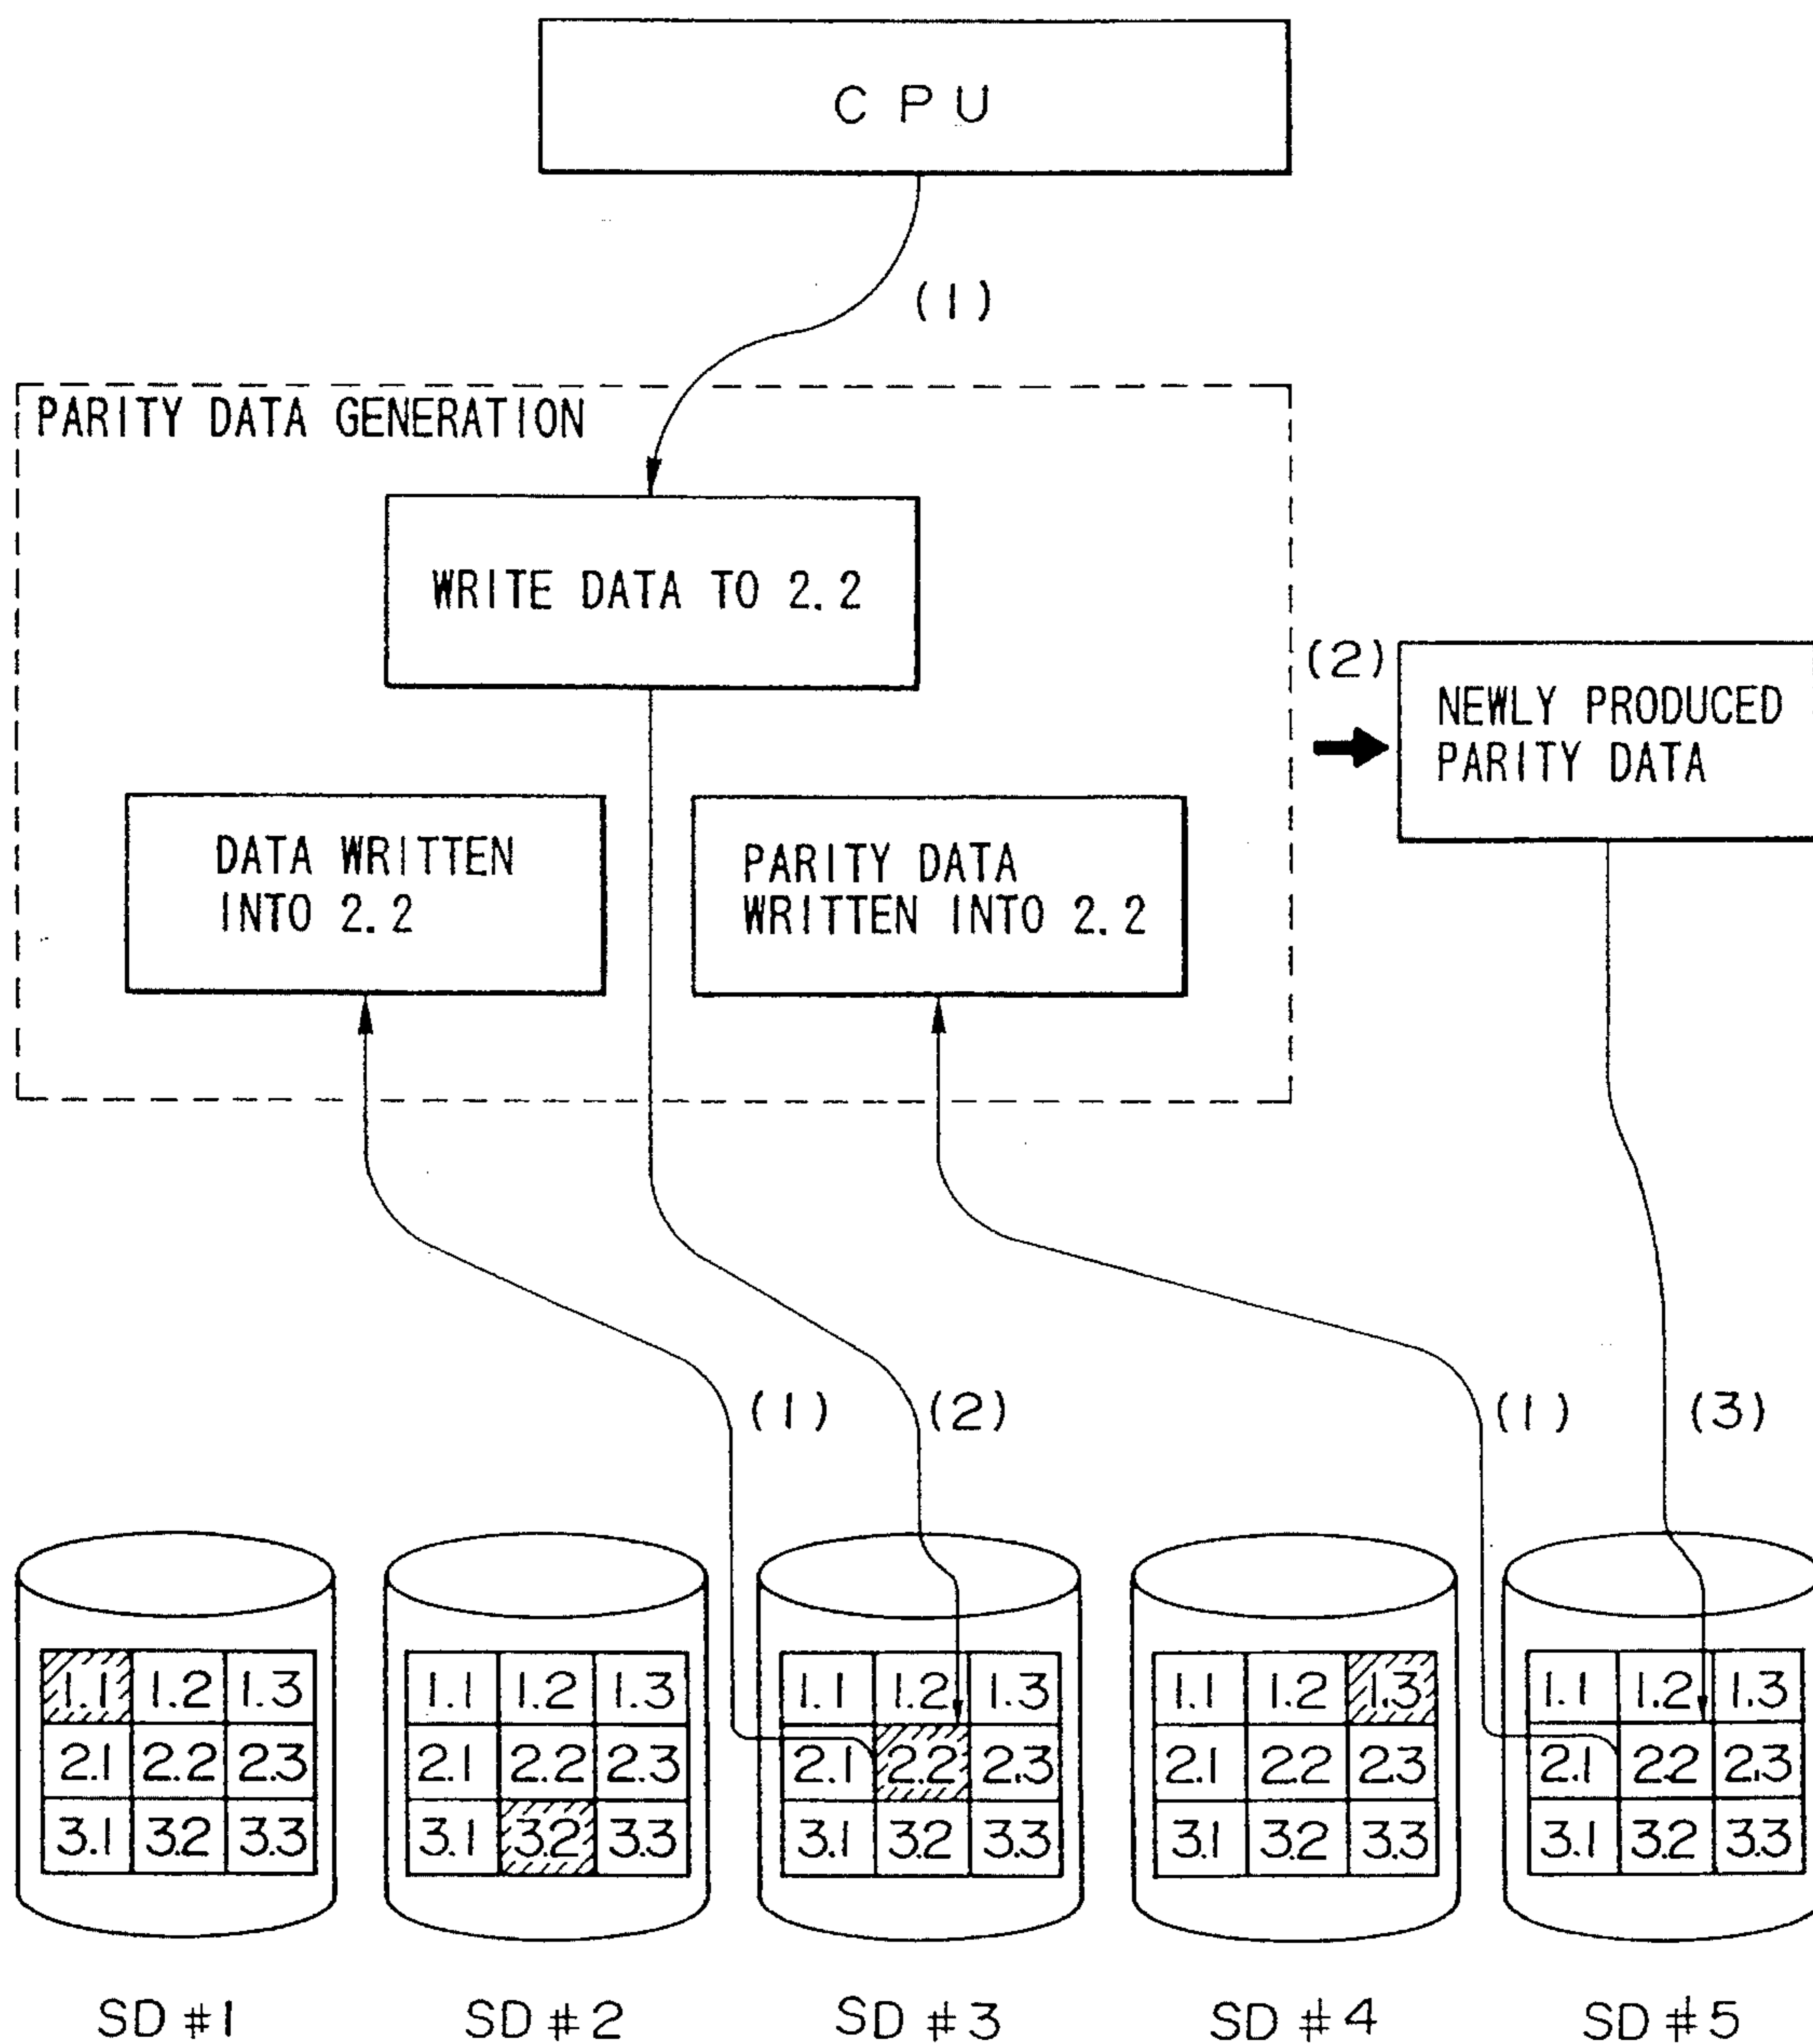 CPU
(1)
PARITY DATA GENERATION
WRITE DATA TO 2.2
(2)
NEWLY PRODUCED
PARITY DATA
DATA WRITTEN
INTO 2.2
PARITY DATA
WRITTEN INTO 2.2
(1) (2) (1) (3)
1.1 1.2 1.3 1.1 1.2 1.3 1.1 1.2 1.3 1.1 1.2 1.3 1.1 1.2 1.3
2.1 2.2 2.3 2.1 2.2 2.3 2.1 2.2 2.3 2.1 2.2 2.3 2.1 2.2 2.3
3.1 3.2 3.3 3.1 3.2 3.3 3.1 3.2 3.3 3.1 3.2 3.3 3.1 3.2 3.3
SD #1 SD #2 SD #3 SD #4 SD #5